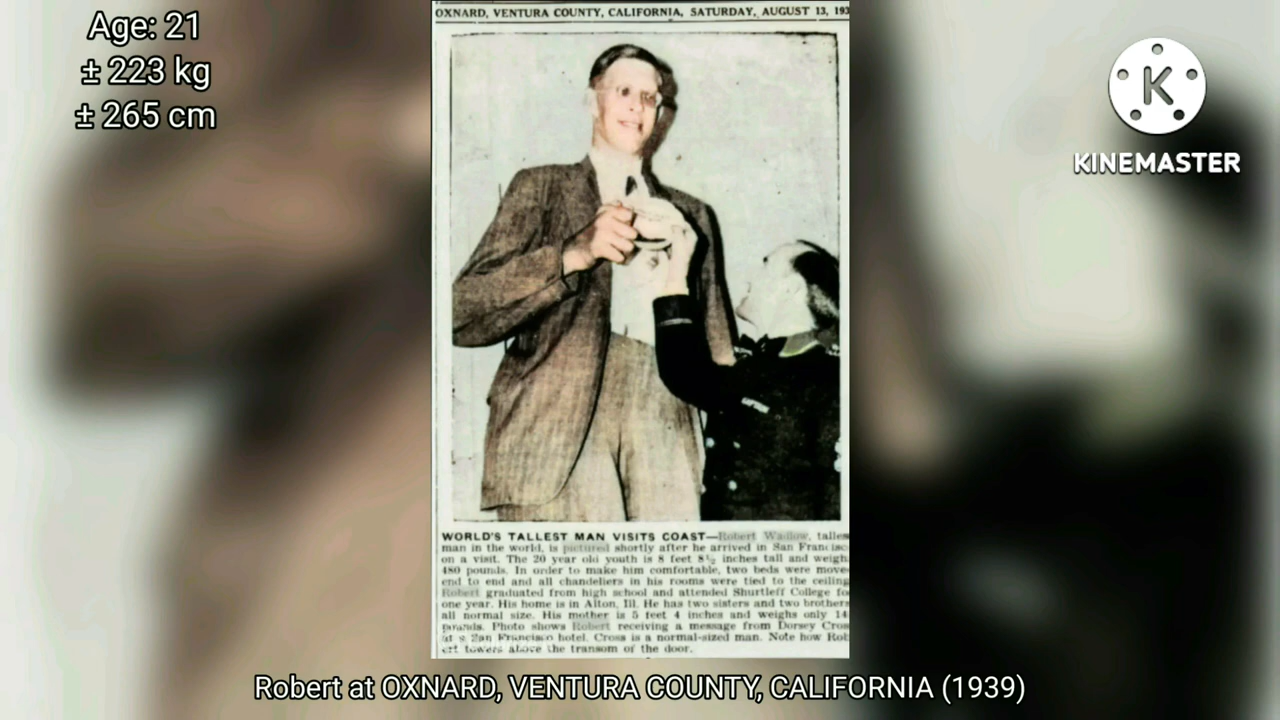 Age: 21
± 223 kg
± 265 cm
K
KINEMASTER
OXNARD, VENTURA COUNTY, CALIFORNIA, SATURDAY, AUGUST 13, 193
WORLD'S TALLEST MAN VISITS COAST—Robert Wadlow, talles
man in the world, is pictured shortly after he arrived in San Francisc
on a visit. The 20 year old youth is 8 feet 8½ inches tall and weigh
480 pounds. In order to make him comfortable, two beds were move
end to end and all chandeliers in his rooms were tied to the ceiling
Robert graduated from high school and attended Shurtleff College fo
one year. His home is in Alton, Ill. He has two sisters and two brothers
all normal size. His mother is 5 feet 4 inches and weighs only 14
pounds. Photo shows Robert receiving a message from Dorsey Cros
at a San Francisco hotel. Cross is a normal-sized man. Note how Rob
ert towers above the transom of the door.
Robert at OXNARD, VENTURA COUNTY, CALIFORNIA (1939)